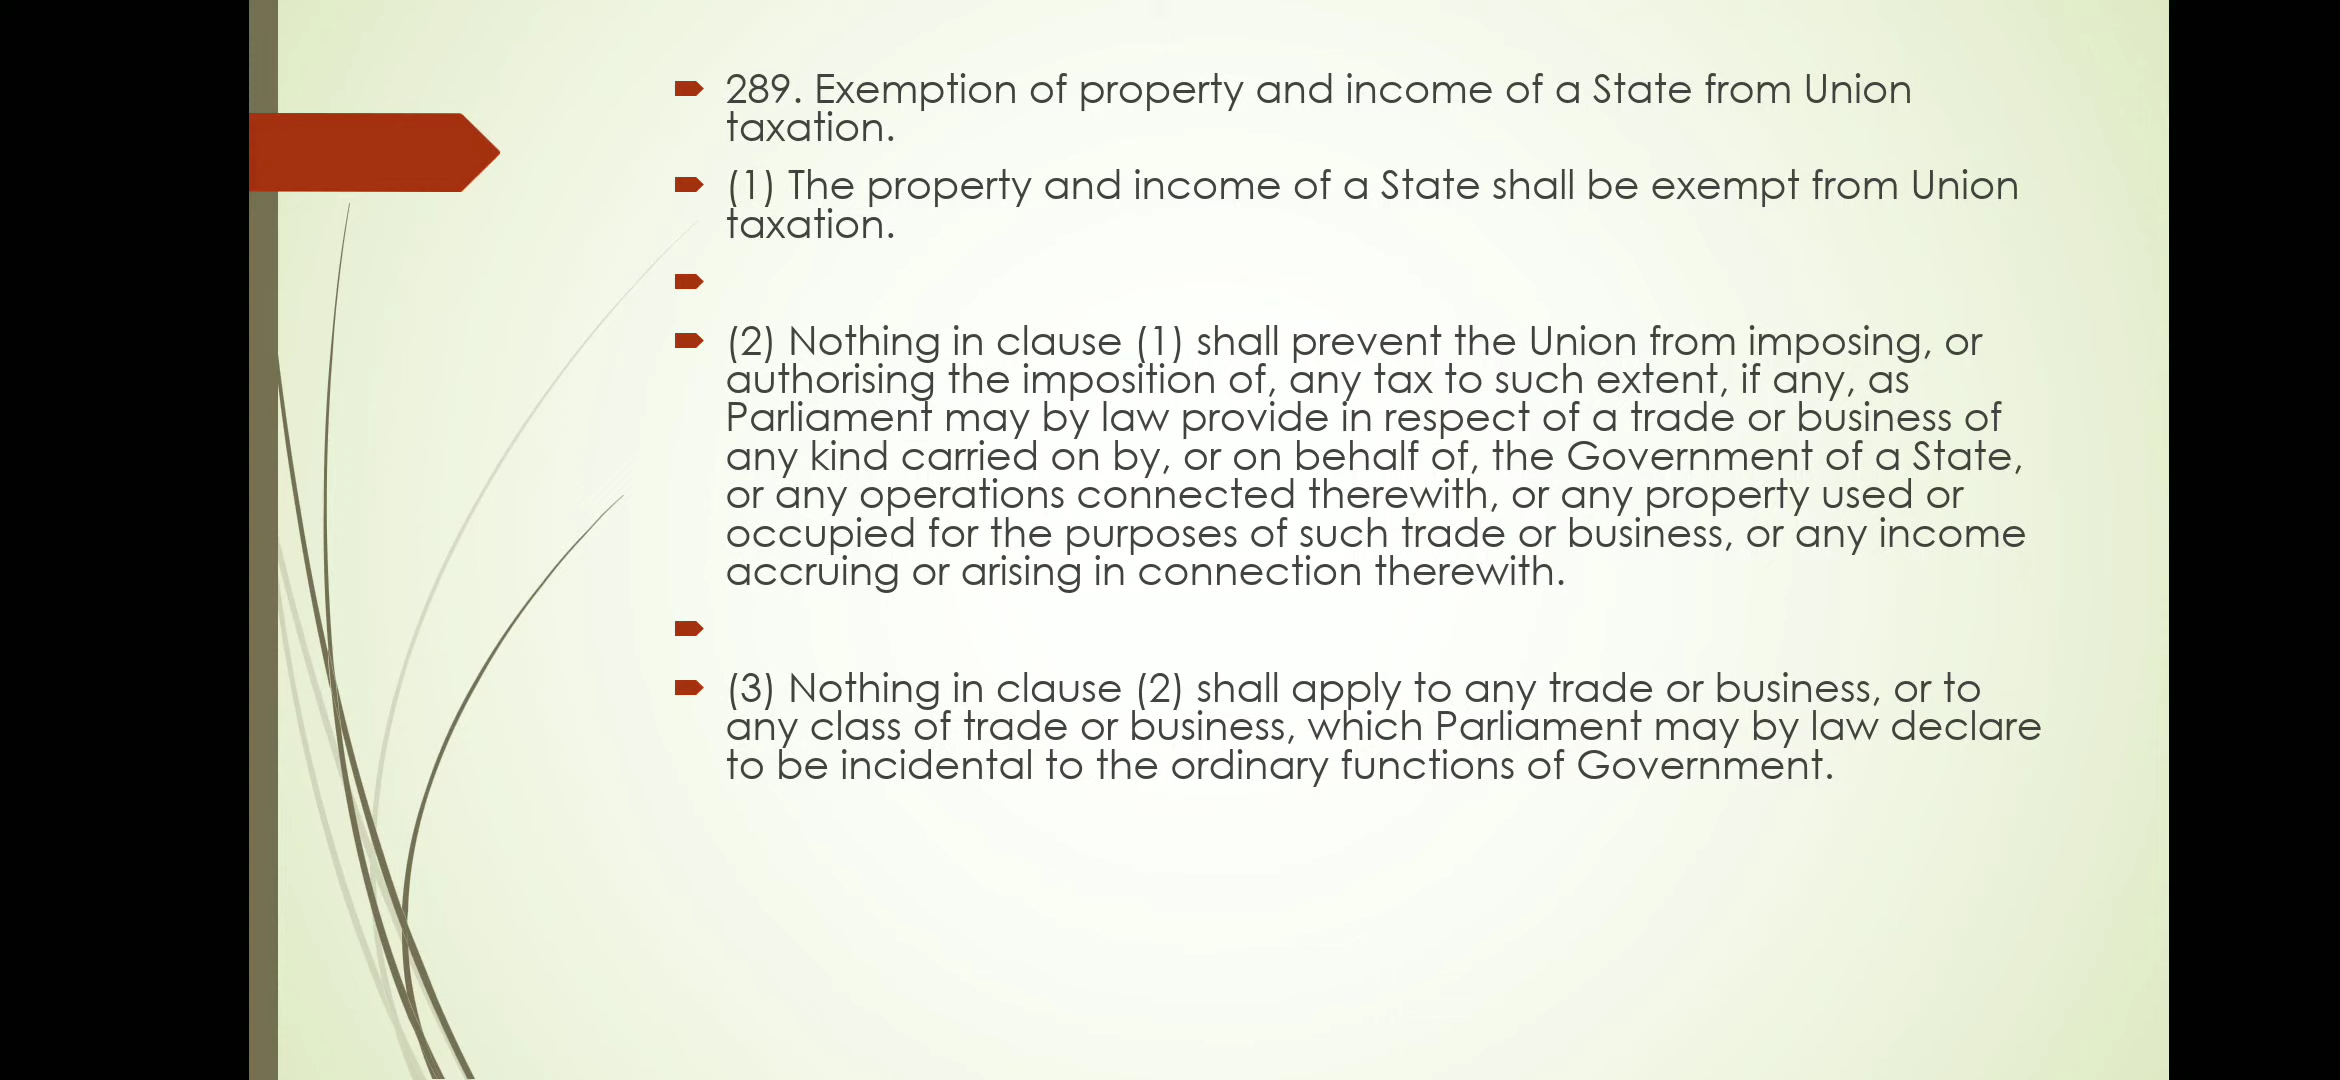 289. Exemption of property and income of a State from Union
taxation.
(1) The property and income of a State shall be exempt from Union
taxation.
(2) Nothing in clause (1) shall prevent the Union from imposing, or
authorising the imposition of, any tax to such extent, if any, as
Parliament may by law provide in respect of a trade or business of
any kind carried on by, or on behalf of, the Government of a State,
or any operations connected therewith, or any property used or
occupied for the purposes of such trade or business, or any income
accruing or arising in connection therewith.
(3) Nothing in clause (2) shall apply to any trade or business, or to
any class of trade or business, which Parliament may by law declare
to be incidental to the ordinary functions of Government.